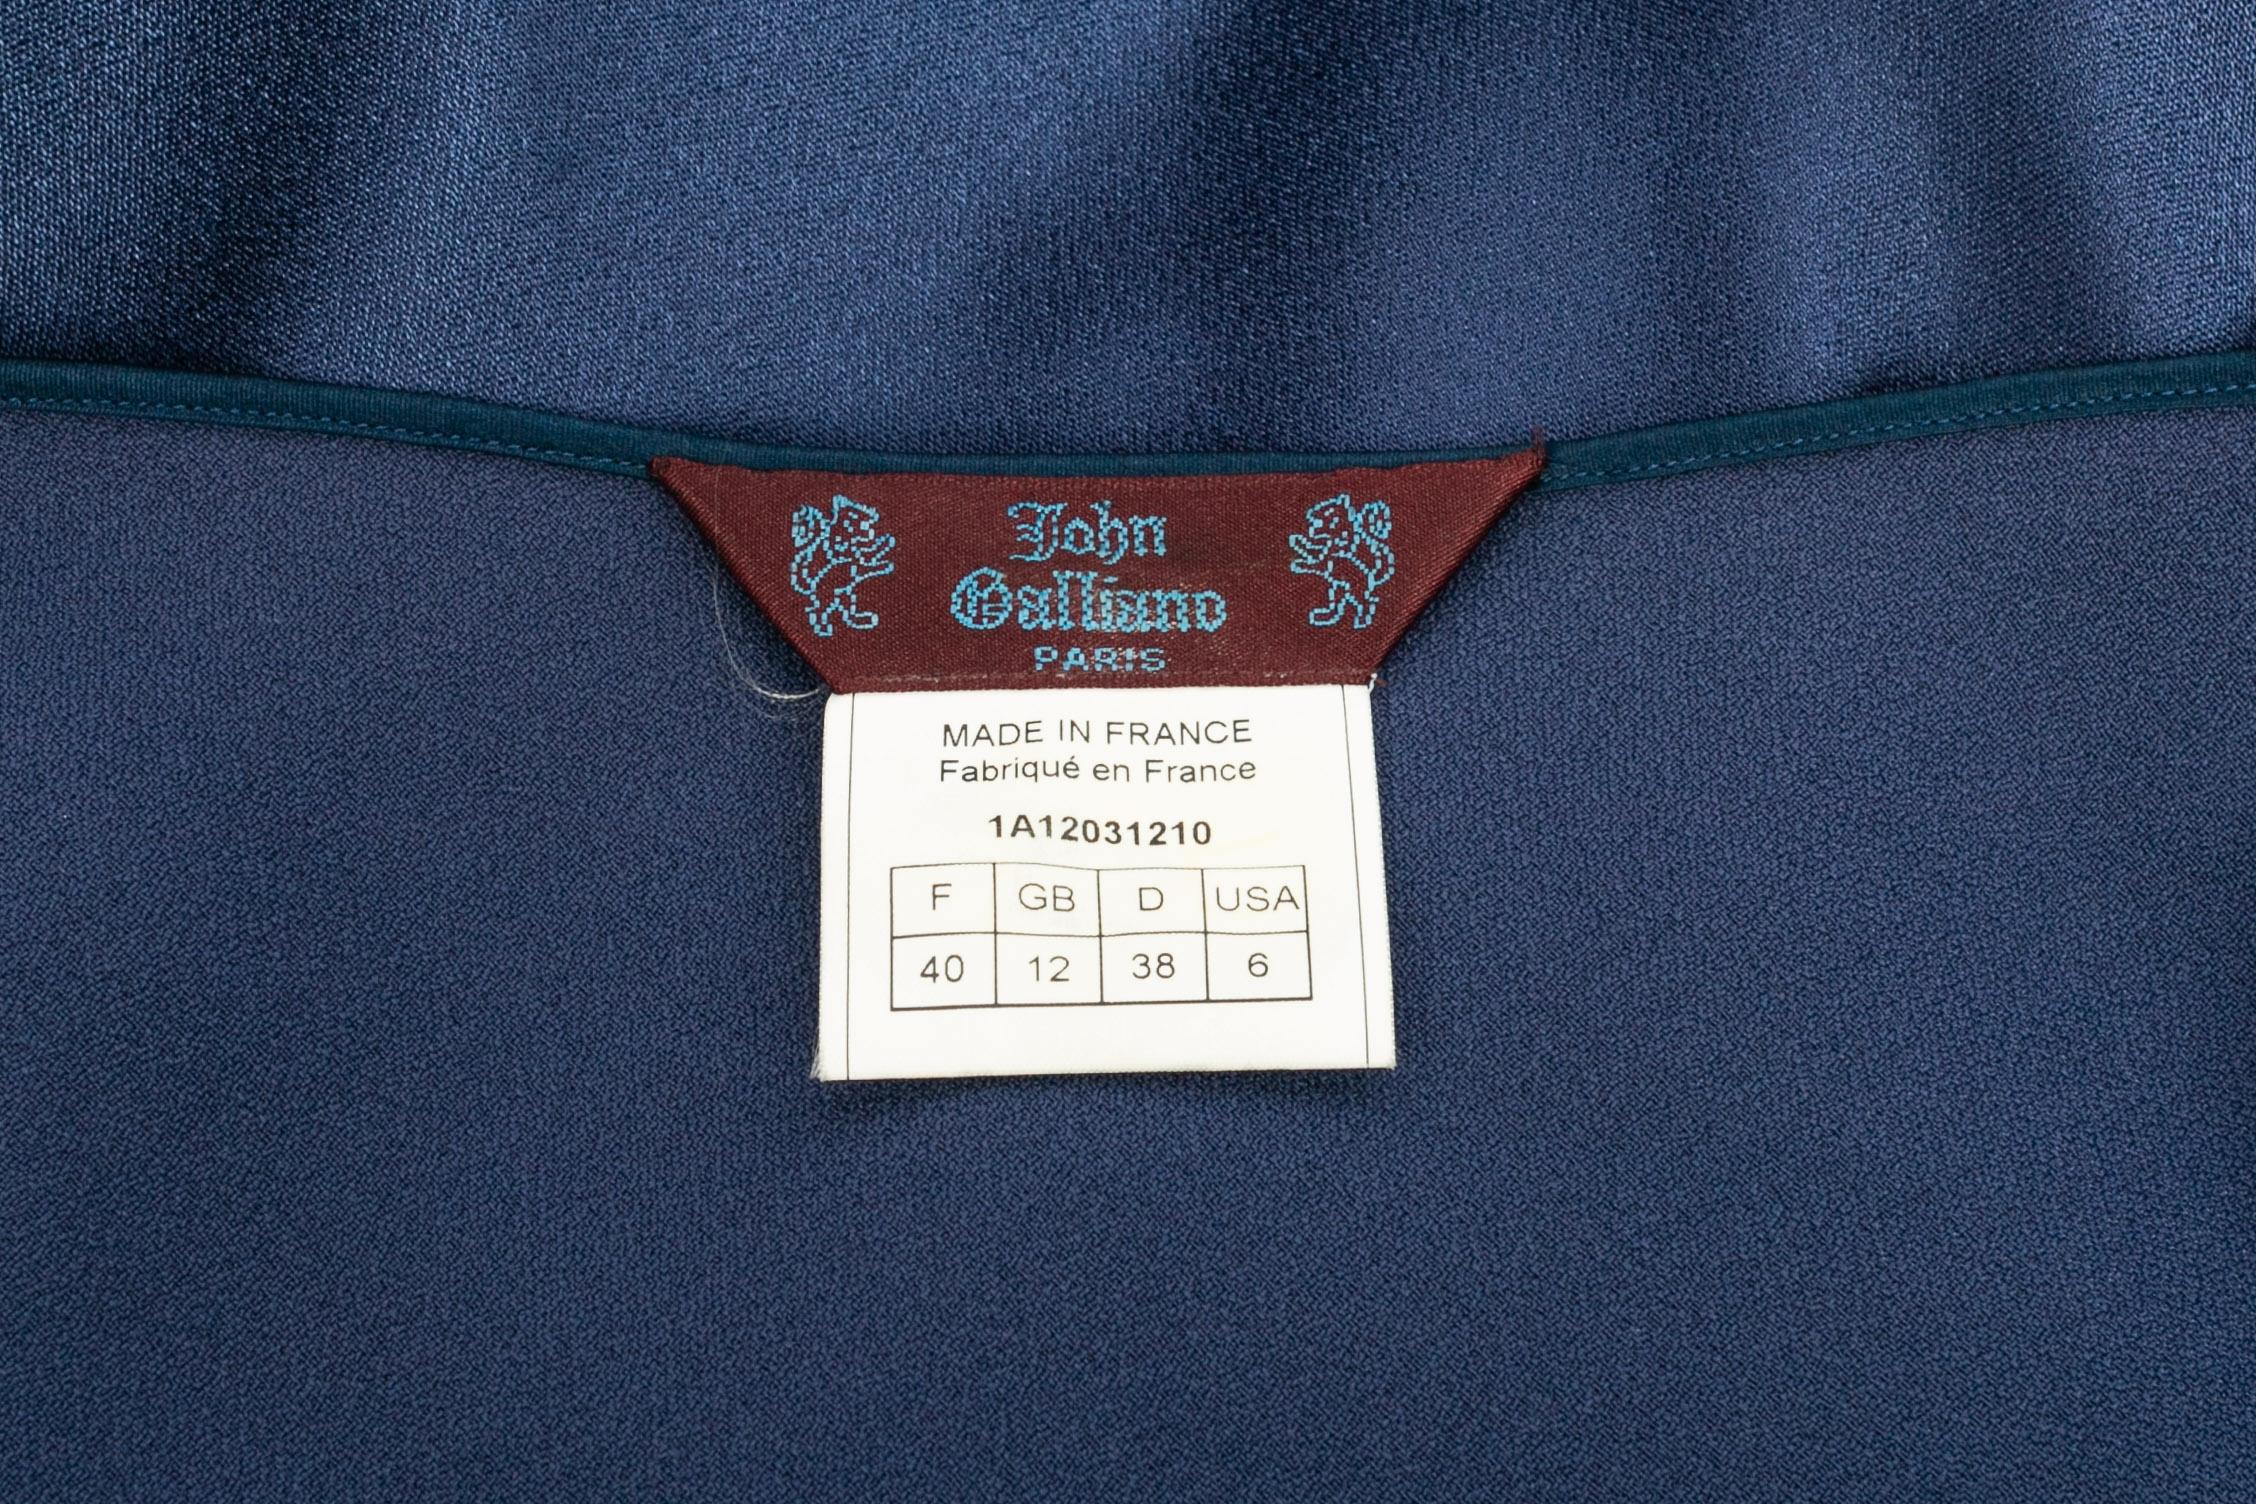 John
Galliano
PARIS
MADE IN FRANCE
Fabriqué en France
1A12031210
F GB D USA
40 12 38 6